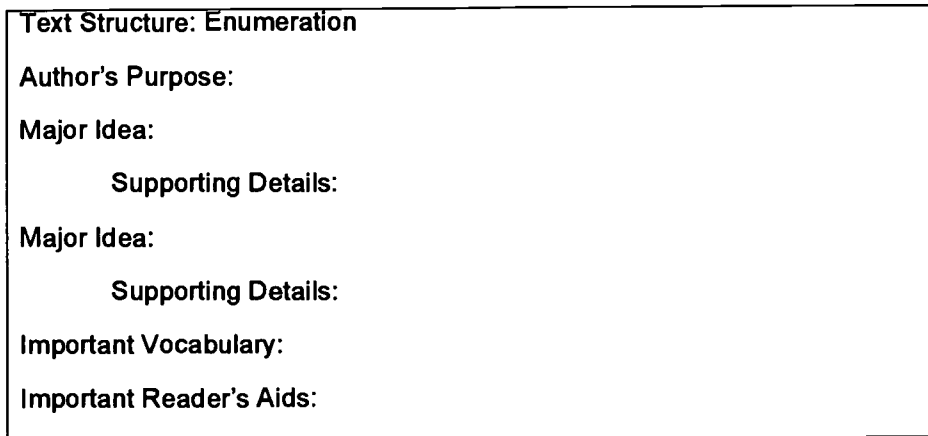 Text Structure: Enumeration
Author's Purpose:
Major Idea:
Supporting Details:
Major Idea:
Supporting Details:
Important Vocabulary:
Important Reader's Aids: